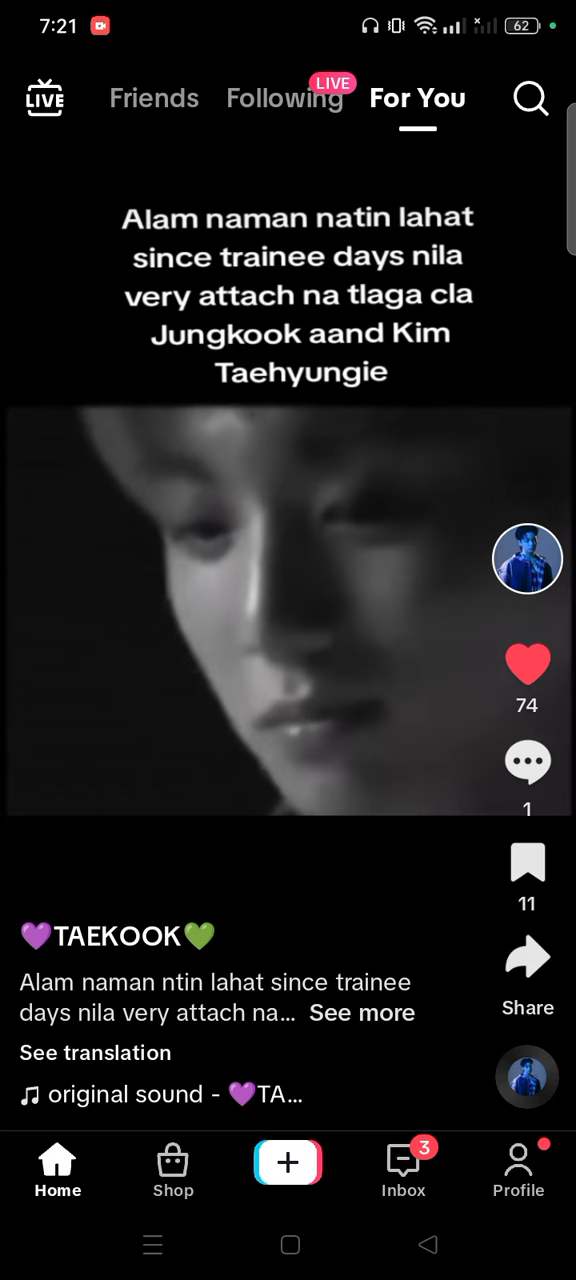 7:21
62
LIVE
Friends
Following
LIVE
For You
Alam naman natin lahat
since trainee days nila
very attach na tlaga cla
Jungkook aand Kim
Taehyungie
74
1
11
Share
💜TAEKOOK💚
Alam naman ntin lahat since trainee
days nila very attach na... See more
See translation
original sound - 💜TA...
Home
Shop
3
Inbox
Profile